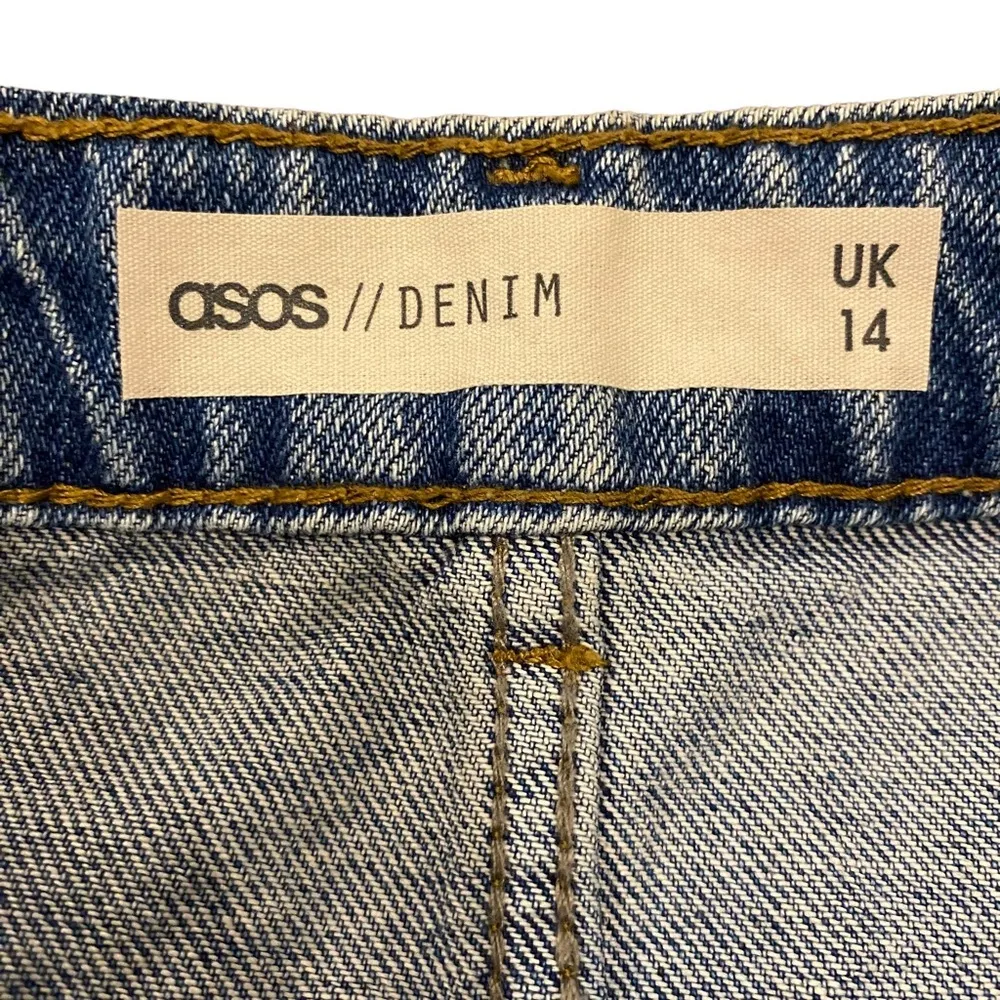 asos // DENIM
UK
14